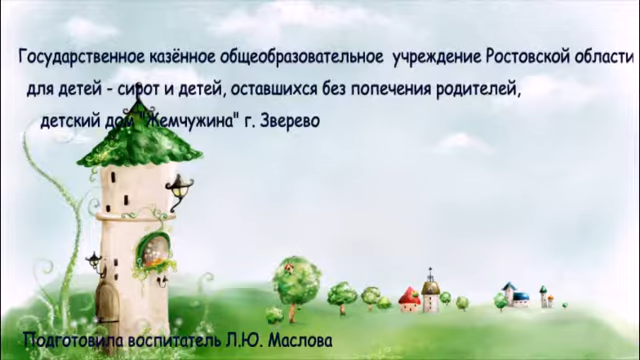 Государственное казённое общеобразовательное учреждение Ростовской области
для детей - сирот и детей, оставшихся без попечения родителей,
детский дом "Жемчужина" г. Зверево
Подготовила воспитатель Л.Ю. Маслова